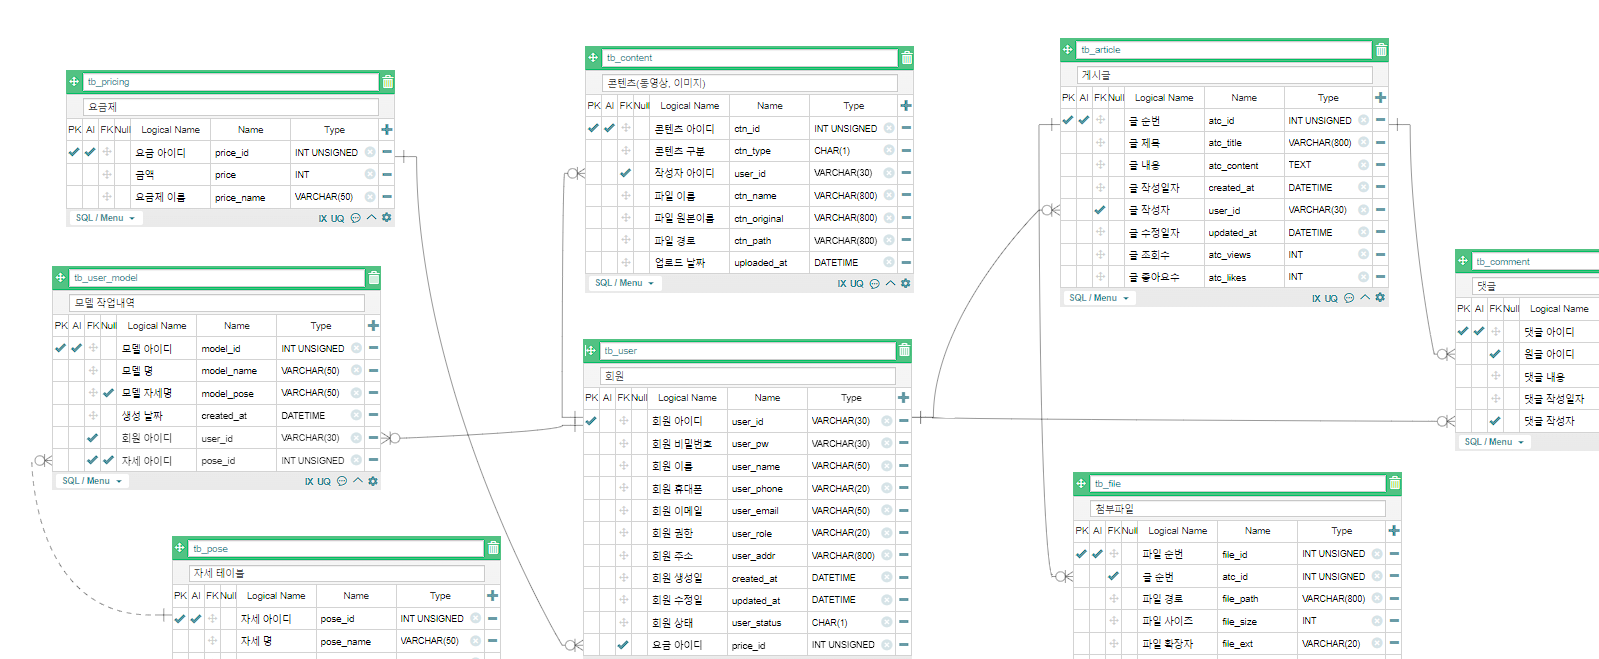 tb_pricing
요금제
PK AI FK Null Logical Name Name Type
요금 아이디 price_id INT UNSIGNED
금액 price INT
요금제 이름 price_name VARCHAR(50)
SQL / Menu IX UQ
tb_user_model
모델 작업내역
PK AI FK Null Logical Name Name Type
모델 아이디 model_id INT UNSIGNED
모델 명 model_name VARCHAR(50)
모델 자세명 model_pose VARCHAR(50)
생성 날짜 created_at DATETIME
회원 아이디 user_id VARCHAR(30)
자세 아이디 pose_id INT UNSIGNED
SQL / Menu IX UQ
tb_pose
자세 테이블
PK AI FK Null Logical Name Name Type
자세 아이디 pose_id INT UNSIGNED
자세 명 pose_name VARCHAR(50)
tb_content
콘텐츠(동영상, 이미지)
PK AI FK Null Logical Name Name Type
콘텐츠 아이디 ctn_id INT UNSIGNED
콘텐츠 구분 ctn_type CHAR(1)
작성자 아이디 user_id VARCHAR(30)
파일 이름 ctn_name VARCHAR(800)
파일 원본이름 ctn_original VARCHAR(800)
파일 경로 ctn_path VARCHAR(800)
업로드 날짜 uploaded_at DATETIME
SQL / Menu IX UQ
tb_user
회원
PK AI FK Null Logical Name Name Type
회원 아이디 user_id VARCHAR(30)
회원 비밀번호 user_pw VARCHAR(30)
회원 이름 user_name VARCHAR(50)
회원 휴대폰 user_phone VARCHAR(20)
회원 이메일 user_email VARCHAR(50)
회원 권한 user_role VARCHAR(20)
회원 주소 user_addr VARCHAR(800)
회원 생성일 created_at DATETIME
회원 수정일 updated_at DATETIME
회원 상태 user_status CHAR(1)
요금 아이디 price_id INT UNSIGNED
tb_article
게시글
PK AI FK Null Logical Name Name Type
글 순번 atc_id INT UNSIGNED
글 제목 atc_title VARCHAR(800)
글 내용 atc_content TEXT
글 작성일자 created_at DATETIME
글 작성자 user_id VARCHAR(30)
글 수정일자 updated_at DATETIME
글 조회수 atc_views INT
글 좋아요수 atc_likes INT
SQL / Menu IX UQ
tb_file
첨부파일
PK AI FK Null Logical Name Name Type
파일 순번 file_id INT UNSIGNED
글 순번 atc_id INT UNSIGNED
파일 경로 file_path VARCHAR(800)
파일 사이즈 file_size INT
파일 확장자 file_ext VARCHAR(20)
tb_comment
댓글
PK AI FK Null Logical Name
댓글 아이디
원글 아이디
댓글 내용
댓글 작성일자
댓글 작성자
SQL / Menu